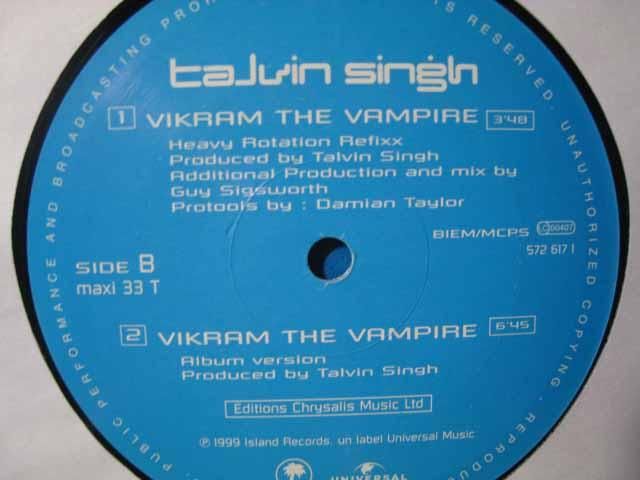 talvin singh
1 VIKRAM THE VAMPIRE 3'48
Heavy Rotation Refixx
Produced by Talvin Singh
Additional Production and mix by
Guy Sigsworth
Protools by : Damian Taylor
BIEM/MCPS LC00407
572 617 1
SIDE B
maxi 33 T
2 VIKRAM THE VAMPIRE 6'45
Album version
Produced by Talvin Singh
Editions Chrysalis Music Ltd
℗ 1999 Island Records, un label Universal Music
UNIVERSAL
PUBLIC PERFORMANCE AND BROADCASTING
RESERVED. UNAUTHORIZED COPYING,